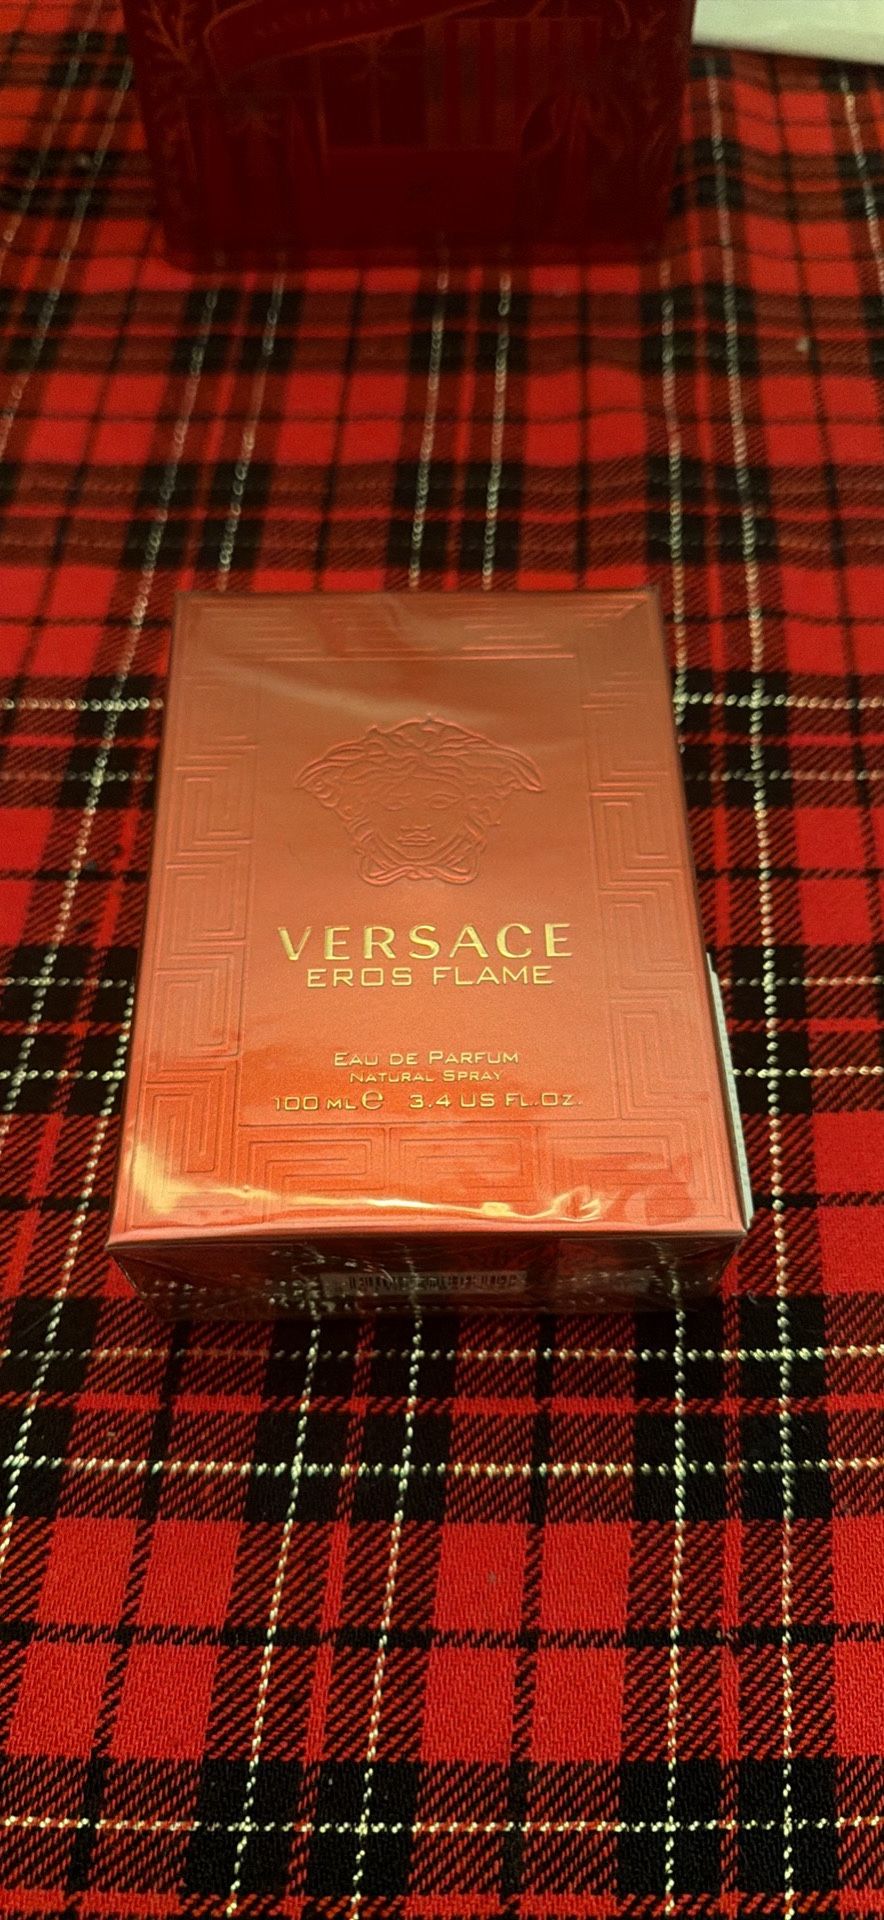 VERSACE
EROS FLAME
EAU DE PARFUM
NATURAL SPRAY
100 ML e 3.4 US FL.OZ.